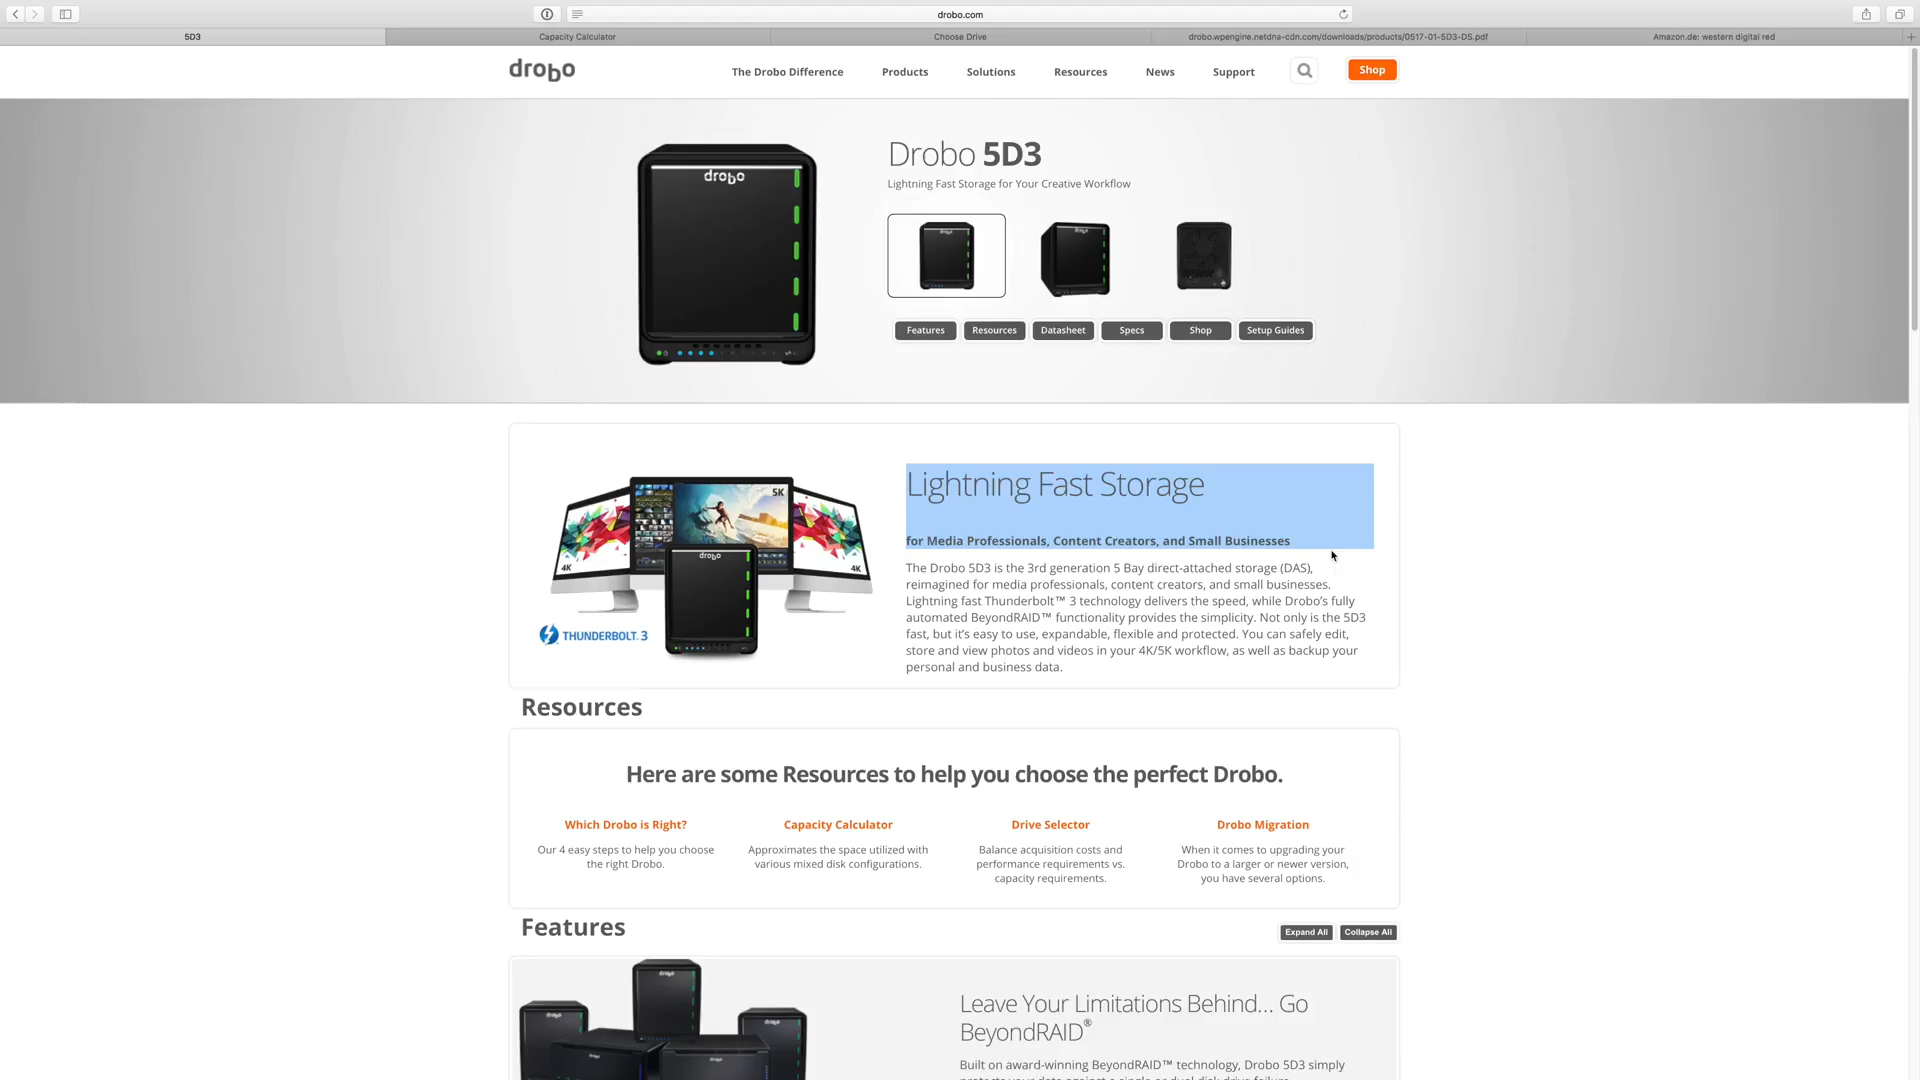 drobo.com
5D3
Capacity Calculator
Choose Drive
drobo.wpengine.netdna-cdn.com/downloads/products/0517-01-5D3-DS.pdf
Amazon.de: western digital red
drobo
The Drobo Difference
Products
Solutions
Resources
News
Support
Shop
drobo
Drobo 5D3
Lightning Fast Storage for Your Creative Workflow
Features
Resources
Datasheet
Specs
Shop
Setup Guides
5K
4K
4K
drobo
THUNDERBOLT 3
Lightning Fast Storage
for Media Professionals, Content Creators, and Small Businesses
The Drobo 5D3 is the 3rd generation 5 Bay direct-attached storage (DAS),
reimagined for media professionals, content creators, and small businesses.
Lightning fast Thunderbolt™ 3 technology delivers the speed, while Drobo's fully
automated BeyondRAID™ functionality provides the simplicity. Not only is the 5D3
fast, but it's easy to use, expandable, flexible and protected. You can safely edit,
store and view photos and videos in your 4K/5K workflow, as well as backup your
personal and business data.
Resources
Here are some Resources to help you choose the perfect Drobo.
Which Drobo is Right?
Our 4 easy steps to help you choose
the right Drobo.
Capacity Calculator
Approximates the space utilized with
various mixed disk configurations.
Drive Selector
Balance acquisition costs and
performance requirements vs.
capacity requirements.
Drobo Migration
When it comes to upgrading your
Drobo to a larger or newer version,
you have several options.
Features
Expand All
Collapse All
drobo
drobo
drobo
drobo
drobo
Leave Your Limitations Behind... Go
BeyondRAID®
Built on award-winning BeyondRAID™ technology, Drobo 5D3 simply